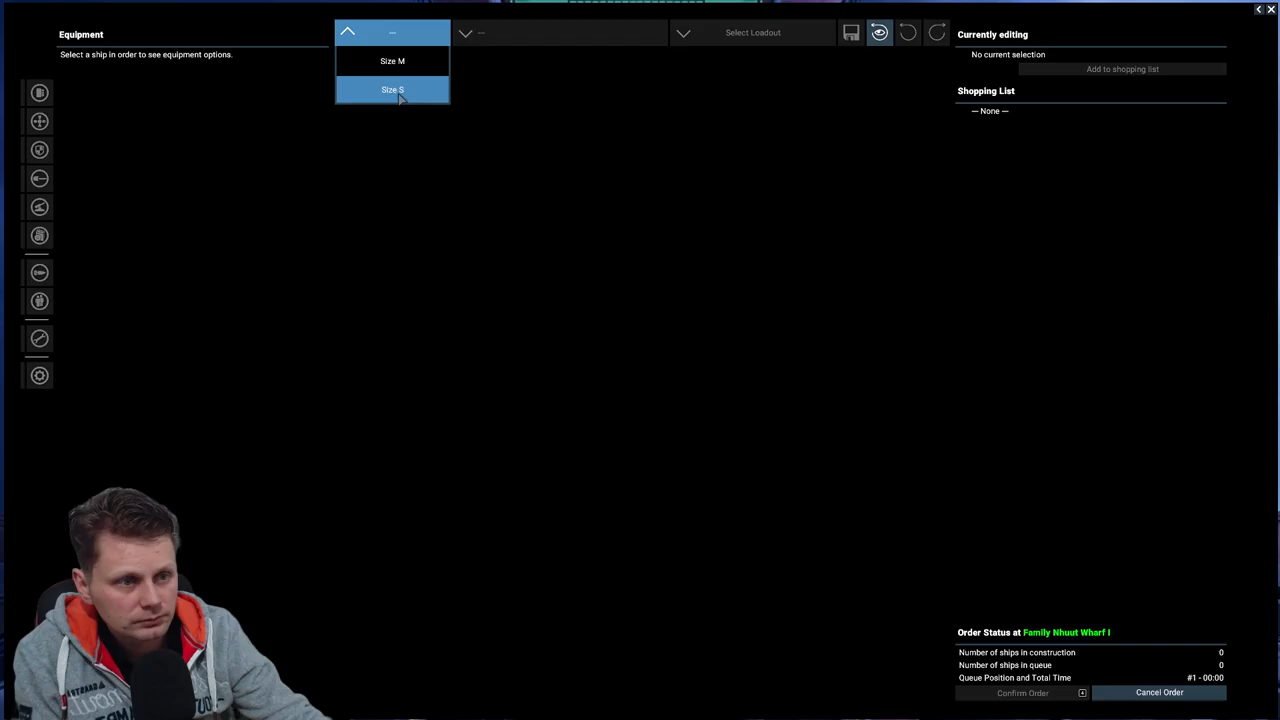 Equipment
Select a ship in order to see equipment options.
---
Size M
Size S
---
Select Loadout
Currently editing
No current selection
Add to shopping list
Shopping List
--- None ---
Order Status at Family Nhuut Wharf I
Number of ships in construction 0
Number of ships in queue 0
Queue Position and Total Time #1 - 00:00
Confirm Order
Cancel Order